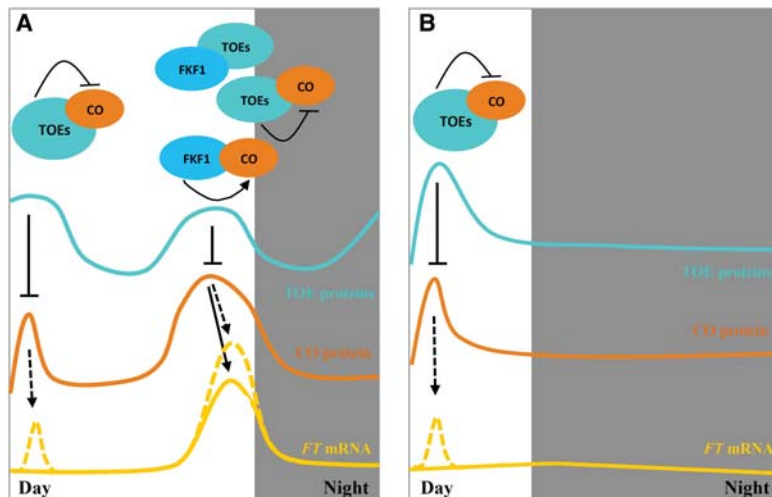 A
TOEs
FKF1
CO
TOEs
CO
TOEs
FKF1
CO
TOE proteins
CO protein
FT mRNA
Day
Night
B
CO
TOEs
TOE proteins
CO protein
FT mRNA
Day
Night